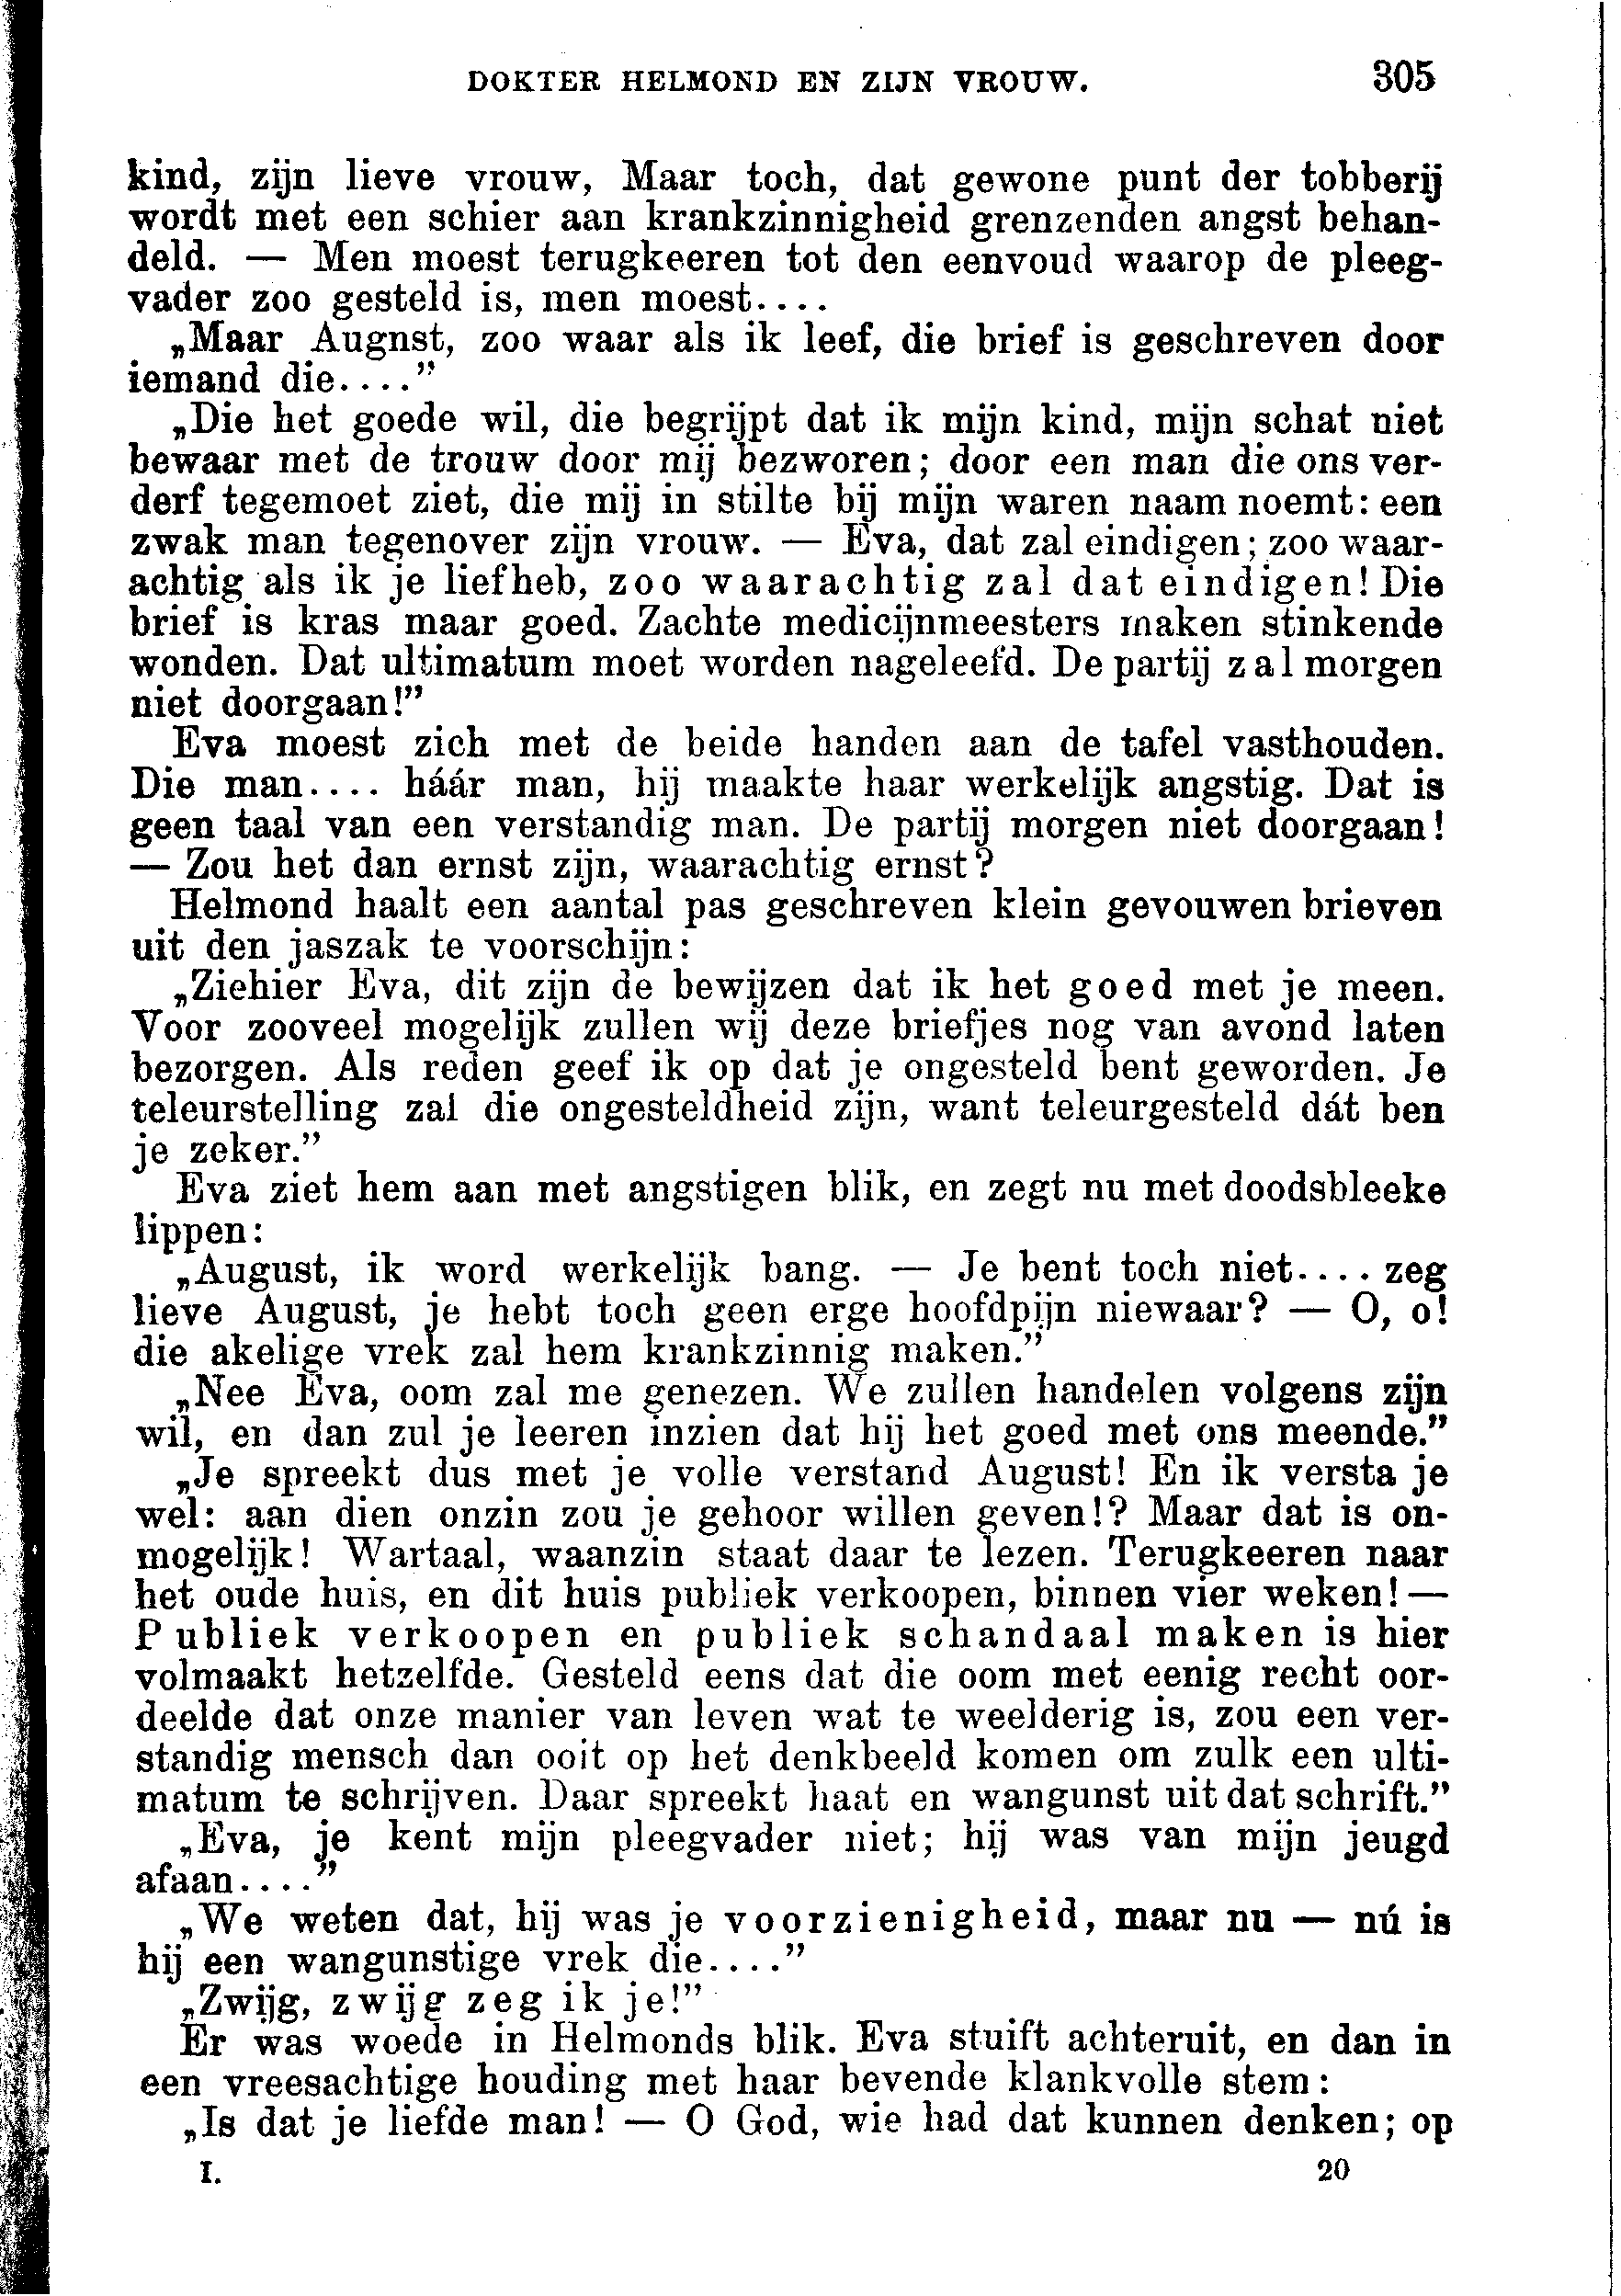 DOKTER HELMOND EN ZIJN VROUW. 305
kind, zijn lieve vrouw, Maar toch, dat gewone punt der tobberij
wordt met een schier aan krankzinnigheid grenzenden angst behan-
deld. — Men moest terugkeeren tot den eenvoud waarop de pleeg-
vader zoo gesteld is, men moest....
„Maar Augnst, zoo waar als ik leef, die brief is geschreven door
iemand die....”
„Die het goede wil, die begrijpt dat ik mijn kind, mijn schat niet
bewaar met de trouw door mij bezworen; door een man die ons ver-
derf tegemoet ziet, die mij in stilte bij mijn waren naam noemt: een
zwak man tegenover zijn vrouw. — Eva, dat zal eindigen; zoo waar-
achtig als ik je liefheb, zoo waarachtig zal dat eindigen! Die
brief is kras maar goed. Zachte medicijnmeesters maken stinkende
wonden. Dat ultimatum moet worden nageleefd. De partij zal morgen
niet doorgaan!”
Eva moest zich met de beide handen aan de tafel vasthouden.
Die man.... háár man, hij maakte haar werkelijk angstig. Dat is
geen taal van een verstandig man. De partij morgen niet doorgaan!
— Zou het dan ernst zijn, waarachtig ernst?
Helmond haalt een aantal pas geschreven klein gevouwen brieven
uit den jaszak te voorschijn:
„Ziehier Eva, dit zijn de bewijzen dat ik het goed met je meen.
Voor zooveel mogelijk zullen wij deze briefjes nog van avond laten
bezorgen. Als reden geef ik op dat je ongesteld bent geworden. Je
teleurstelling zal die ongesteldheid zijn, want teleurgesteld dát ben
je zeker.”
Eva ziet hem aan met angstigen blik, en zegt nu met doodsbleeke
lippen:
„August, ik word werkelijk bang. — Je bent toch niet.... zeg
lieve August, je hebt toch geen erge hoofdpijn niewaar? — O, o!
die akelige vrek zal hem krankzinnig maken.”
„Nee Eva, oom zal me genezen. We zullen handelen volgens zijn
wil, en dan zul je leeren inzien dat hij het goed met ons meende.”
„Je spreekt dus met je volle verstand August! En ik versta je
wel: aan dien onzin zou je gehoor willen geven!? Maar dat is on-
mogelijk! Wartaal, waanzin staat daar te lezen. Terugkeeren naar
het oude huis, en dit huis publiek verkoopen, binnen vier weken! —
Publiek verkoopen en publiek schandaal maken is hier
volmaakt hetzelfde. Gesteld eens dat die oom met eenig recht oor-
deelde dat onze manier van leven wat te weelderig is, zou een ver-
standig mensch dan ooit op het denkbeeld komen om zulk een ulti-
matum te schrijven. Daar spreekt haat en wangunst uit dat schrift.”
„Eva, je kent mijn pleegvader niet; hij was van mijn jeugd
afaan....”
„We weten dat, hij was je voorzienigheid, maar nu — nú is
hij een wangunstige vrek die....”
„Zwijg, zwijg zeg ik je!”
Er was woede in Helmonds blik. Eva stuift achteruit, en dan in
een vreesachtige houding met haar bevende klankvolle stem:
„Is dat je liefde man! — O God, wie had dat kunnen denken; op
I. 20